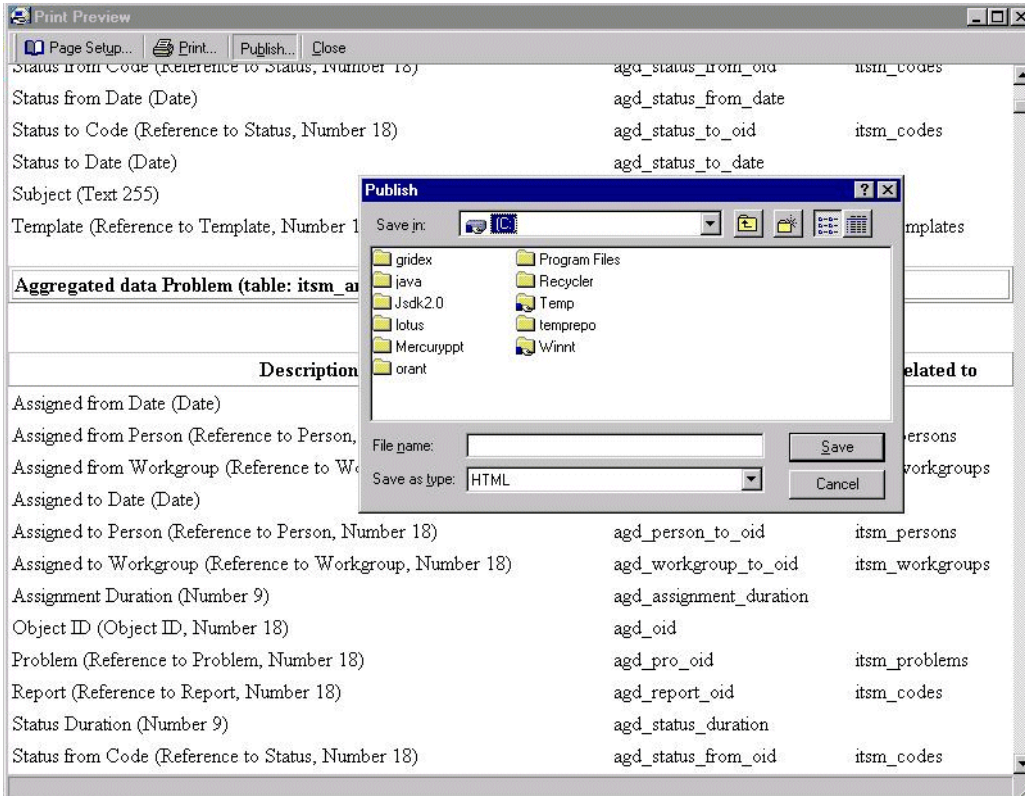 Print Preview
Page Setup... Print... Publish... Close
Status from Code (Reference to Status, Number 18) agd_status_from_oid itsm_codes
Status from Date (Date) agd_status_from_date
Status to Code (Reference to Status, Number 18) agd_status_to_oid itsm_codes
Status to Date (Date) agd_status_to_date
Subject (Text 255)
Template (Reference to Template, Number 1 mplates
Aggregated data Problem (table: itsm_a
Description elated to
Assigned from Date (Date)
Assigned from Person (Reference to Person, ersons
Assigned from Workgroup (Reference to Wo workgroups
Assigned to Date (Date)
Assigned to Person (Reference to Person, Number 18) agd_person_to_oid itsm_persons
Assigned to Workgroup (Reference to Workgroup, Number 18) agd_workgroup_to_oid itsm_workgroups
Assignment Duration (Number 9) agd_assignment_duration
Object ID (Object ID, Number 18) agd_oid
Problem (Reference to Problem, Number 18) agd_pro_oid itsm_problems
Report (Reference to Report, Number 18) agd_report_oid itsm_codes
Status Duration (Number 9) agd_status_duration
Status from Code (Reference to Status, Number 18) agd_status_from_oid itsm_codes
Publish
Save in: (C:)
gridex Program Files
java Recycler
Jsdk2.0 Temp
lotus temprepo
Mercuryppt Winnt
orant
File name: Save
Save as type: HTML Cancel